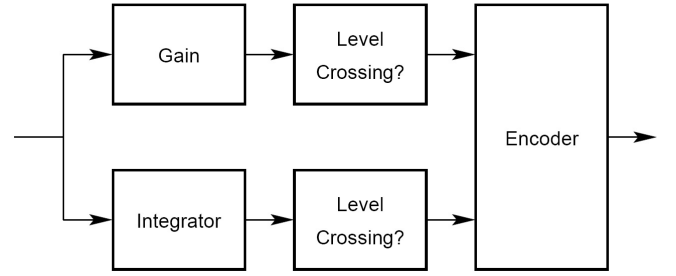 Gain
Level
Crossing?
Encoder
Integrator
Level
Crossing?